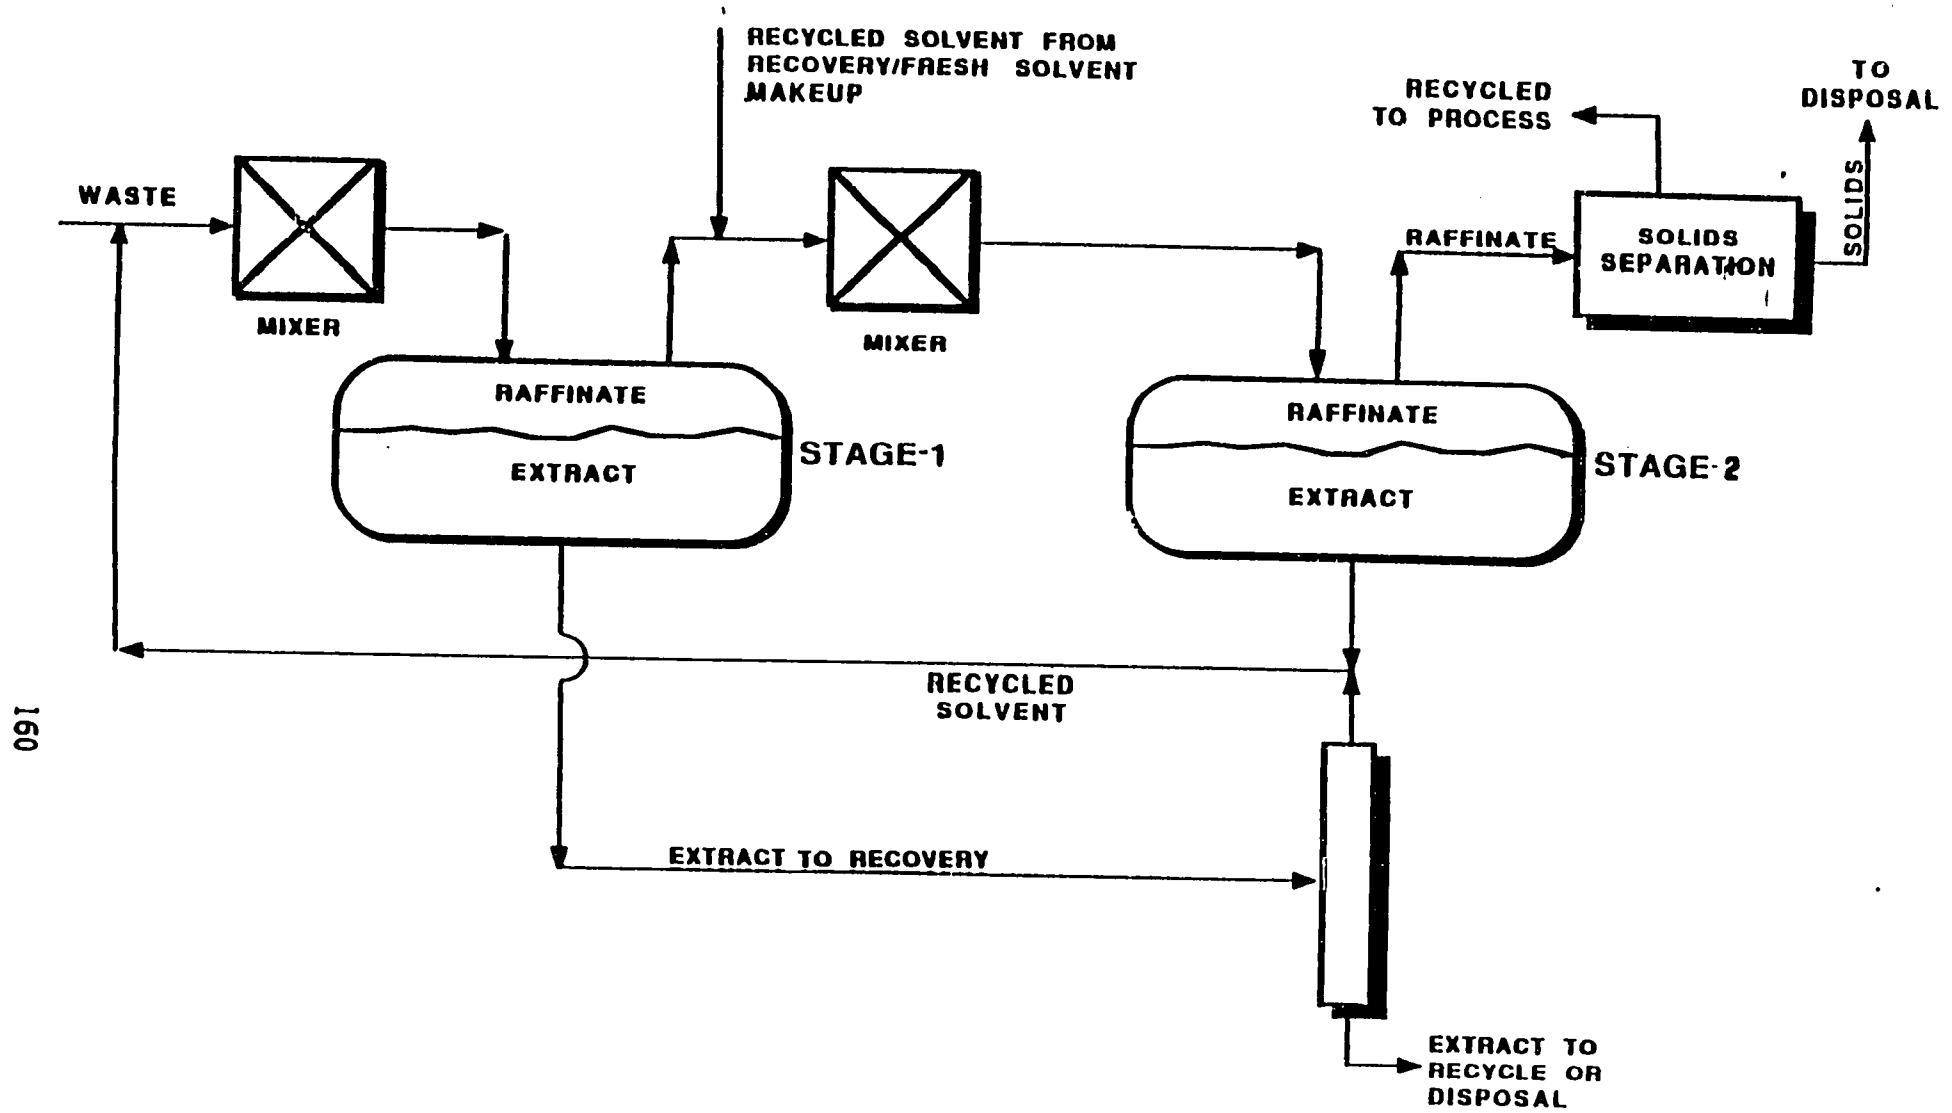 RECYCLED SOLVENT FROM
RECOVERY/FRESH SOLVENT
MAKEUP
RECYCLED
TO PROCESS
TO
DISPOSAL
WASTE
SOLIDS
MIXER
MIXER
RAFFINATE
SOLIDS
SEPARATION
RAFFINATE
EXTRACT
STAGE-1
RAFFINATE
EXTRACT
STAGE-2
RECYCLED
SOLVENT
160
EXTRACT TO RECOVERY
EXTRACT TO
RECYCLE OR
DISPOSAL